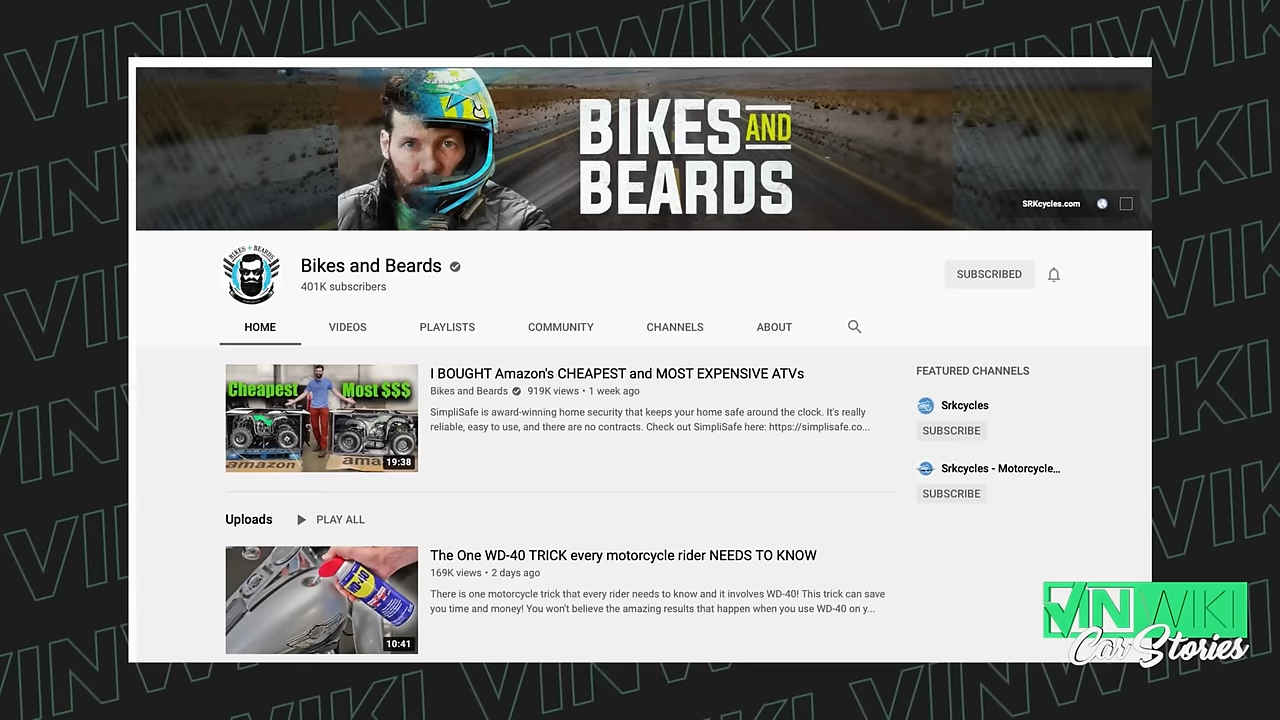 BIKES AND
BEARDS
SRKcycles.com
BIKES + BEARDS
Bikes and Beards
401K subscribers
SUBSCRIBED
HOME VIDEOS PLAYLISTS COMMUNITY CHANNELS ABOUT
Cheapest Most $$$
amazon ama
19:38
I BOUGHT Amazon's CHEAPEST and MOST EXPENSIVE ATVs
Bikes and Beards 919K views • 1 week ago
SimpliSafe is award-winning home security that keeps your home safe around the clock. It's really
reliable, easy to use, and there are no contracts. Check out SimpliSafe here: https://simplisafe.co...
FEATURED CHANNELS
Srkcycles
SUBSCRIBE
Srkcycles - Motorcycle...
SUBSCRIBE
Uploads PLAY ALL
WD-40
10:41
The One WD-40 TRICK every motorcycle rider NEEDS TO KNOW
169K views • 2 days ago
There is one motorcycle trick that every rider needs to know and it involves WD-40! This trick can save
you time and money! You won't believe the amazing results that happen when you use WD-40 on y...
VINWIKI
Car Stories